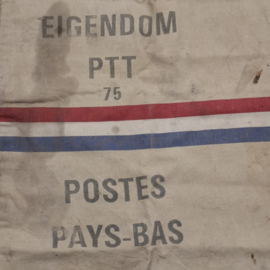 EIGENDOM
PTT
75
POSTES
PAYS-BAS